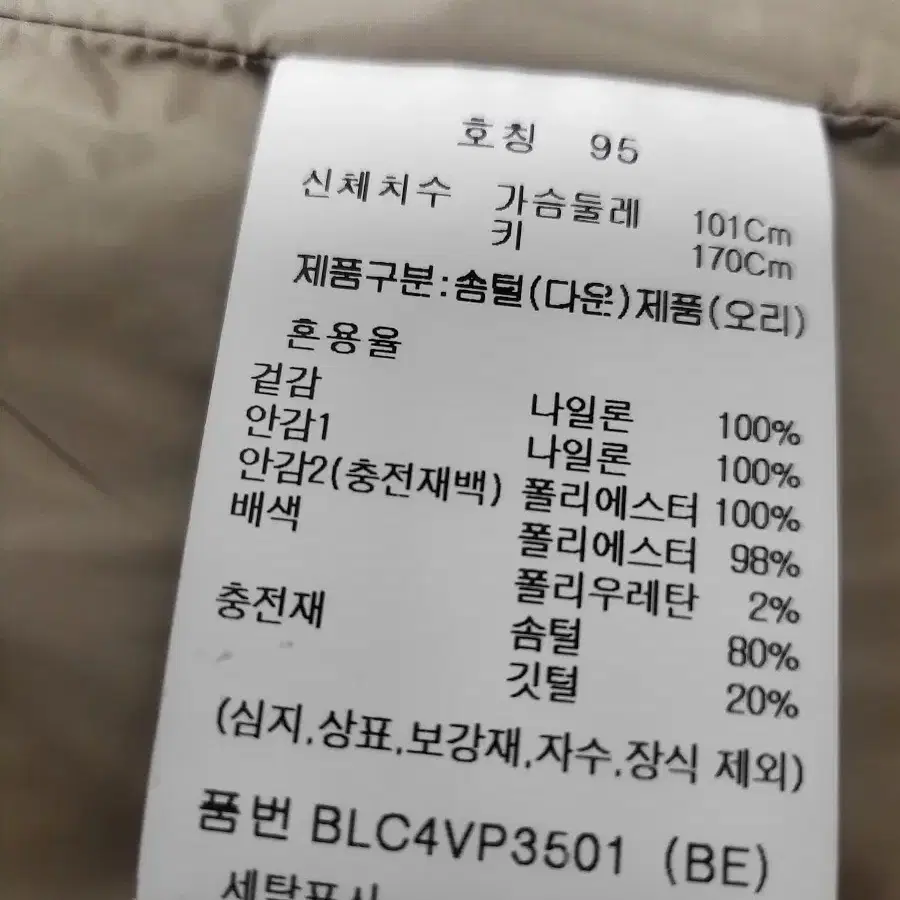 호칭 95
신체치수 가슴둘레 101Cm
키 170Cm
제품구분:솜털(다운)제품(오리)
혼용율
겉감 나일론 100%
안감1 나일론 100%
안감2(충전재백) 폴리에스터 100%
배색 폴리에스터 98%
폴리우레탄 2%
충전재 솜털 80%
깃털 20%
(심지,상표,보강재,자수,장식 제외)
품번 BLC4VP3501 (BE)
세탁표시